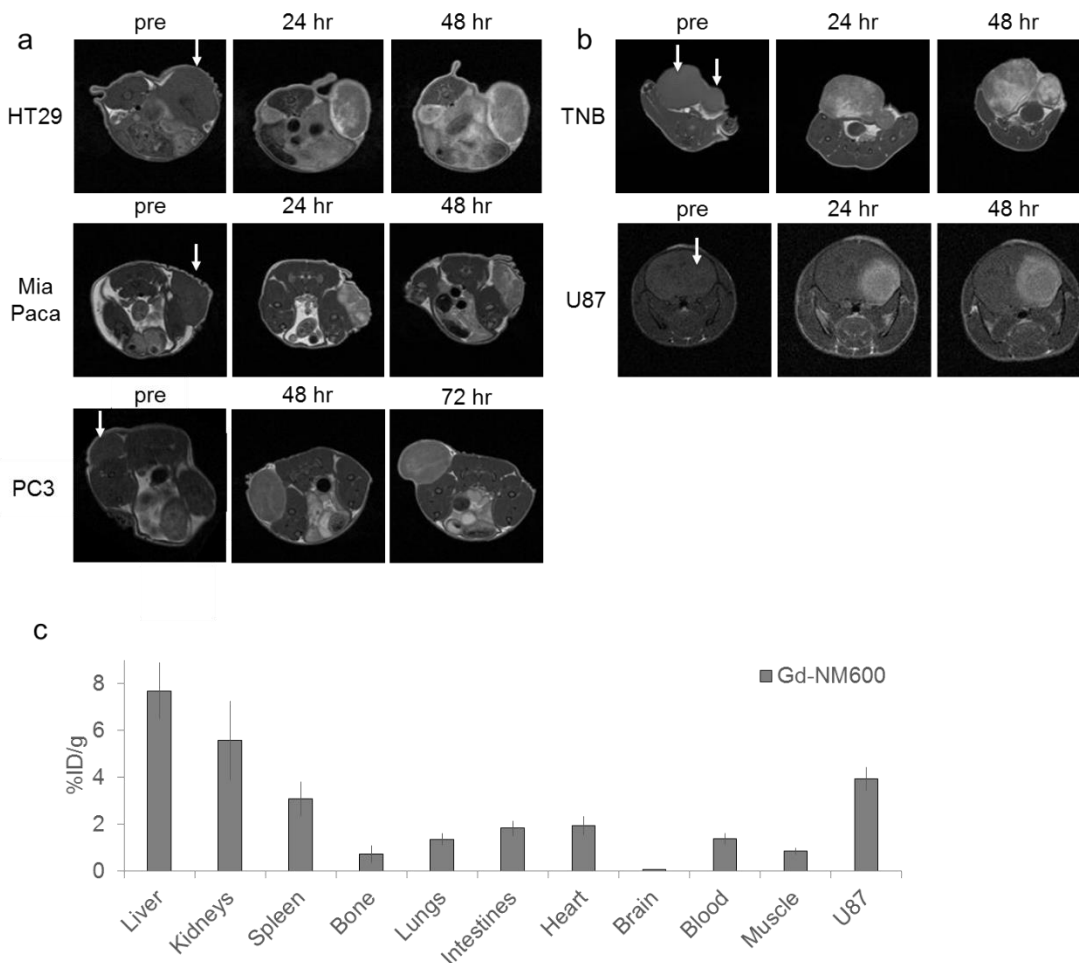 a
pre 24 hr 48 hr
HT29
pre 24 hr 48 hr
Mia
Paca
pre 48 hr 72 hr
PC3
b
pre 24 hr 48 hr
TNB
pre 24 hr 48 hr
U87
c
Gd-NM600
%ID/g
8
6
4
2
0
Liver
Kidneys
Spleen
Bone
Lungs
Intestines
Heart
Brain
Blood
Muscle
U87